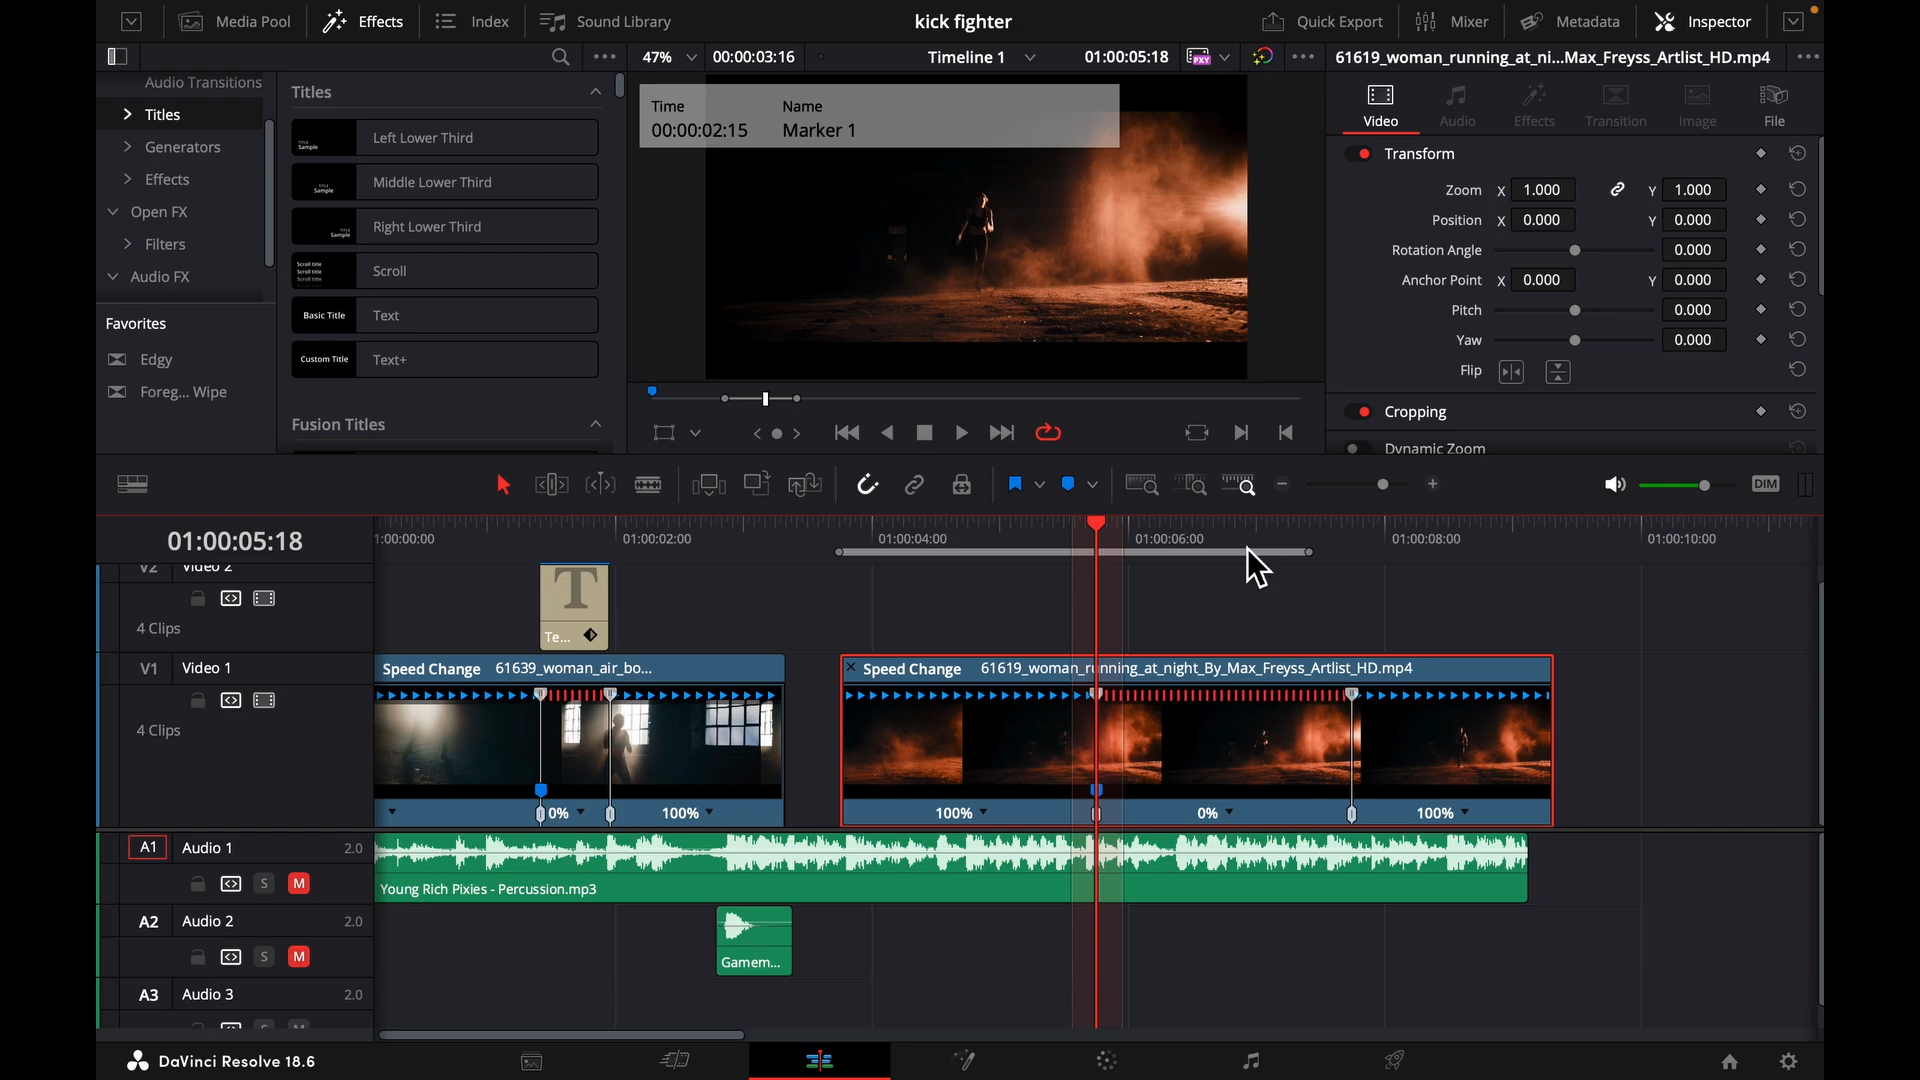 Media Pool
Effects
Index
Sound Library
kick fighter
Quick Export
Mixer
Metadata
Inspector
47%
00:00:03:16
Timeline 1
01:00:05:18
PXY
61619_woman_running_at_ni...Max_Freyss_Artlist_HD.mp4
Audio Transitions
Titles
Generators
Effects
Open FX
Filters
Audio FX
Favorites
Edgy
Foreg... Wipe
Titles
Left Lower Third
Middle Lower Third
Right Lower Third
Scroll
Basic Title
Text
Custom Title
Text+
Fusion Titles
Time
Name
00:00:02:15
Marker 1
Video
Audio
Effects
Transition
Image
File
Transform
Zoom X 1.000 Y 1.000
Position X 0.000 Y 0.000
Rotation Angle 0.000
Anchor Point X 0.000 Y 0.000
Pitch 0.000
Yaw 0.000
Flip
Cropping
Dynamic Zoom
DIM
01:00:05:18
1:00:00:00
01:00:02:00
01:00:04:00
01:00:06:00
01:00:08:00
01:00:10:00
V2 Video 2
4 Clips
Te...
V1 Video 1
4 Clips
Speed Change 61639_woman_air_bo...
0%
100%
Speed Change 61619_woman_running_at_night_By_Max_Freyss_Artlist_HD.mp4
100%
0%
100%
A1 Audio 1 2.0
S M
Young Rich Pixies - Percussion.mp3
A2 Audio 2 2.0
S M
Gamem...
A3 Audio 3 2.0
S M
DaVinci Resolve 18.6